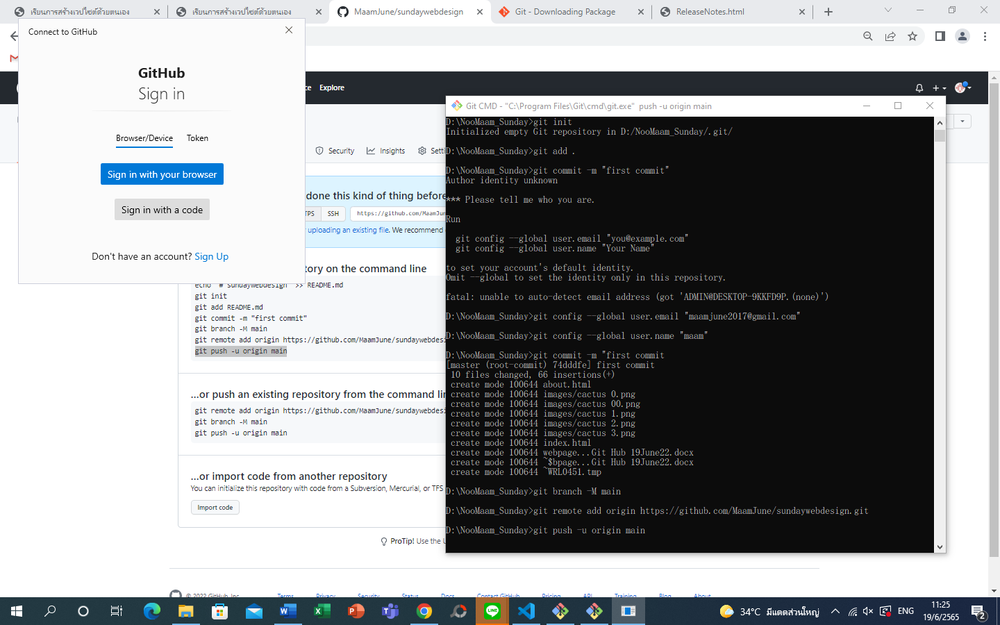 เรียนการสร้างเวปไซต์ด้วยตนเอง
เรียนการสร้างเวปไซต์ด้วยตนเอง
MaamJune/sundaywebdesign
Git - Downloading Package
ReleaseNotes.html
Connect to GitHub
GitHub
Sign in
Browser/Device
Token
Sign in with your browser
Sign in with a code
Don't have an account? Sign Up
ce
Explore
Security
Insights
Setti
done this kind of thing before
TPS
SSH
https://github.com/MaamJun
uploading an existing file. We recommend
tory on the command line
echo "# sundaywebdesign" >> README.md
git init
git add README.md
git commit -m "first commit"
git branch -M main
git remote add origin https://github.com/MaamJune/sundaywebdesi
git push -u origin main
…or push an existing repository from the command lin
git remote add origin https://github.com/MaamJune/sundaywebdesi
git branch -M main
git push -u origin main
…or import code from another repository
You can initialize this repository with code from a Subversion, Mercurial, or TFS
Import code
ProTip! Use the U
© 2022 GitHub, Inc.
Terms
Privacy
Security
Status
Docs
Contact GitHub
Pricing
API
Training
Blog
About
Git CMD - "C:\Program Files\Git\cmd\git.exe" push -u origin main
D:\NooMaam_Sunday>git init
Initialized empty Git repository in D:/NooMaam_Sunday/.git/
D:\NooMaam_Sunday>git add .
D:\NooMaam_Sunday>git commit -m "first commit"
Author identity unknown
*** Please tell me who you are.
Run
git config --global user.email "you@example.com"
git config --global user.name "Your Name"
to set your account's default identity.
Omit --global to set the identity only in this repository.
fatal: unable to auto-detect email address (got 'ADMIN@DESKTOP-9KKFD9P.(none)')
D:\NooMaam_Sunday>git config --global user.email "maamjune2017@gmail.com"
D:\NooMaam_Sunday>git config --global user.name "maam"
D:\NooMaam_Sunday>git commit -m "first commit
[master (root-commit) 74dddfe] first commit
10 files changed, 66 insertions(+)
create mode 100644 about.html
create mode 100644 images/cactus 0.png
create mode 100644 images/cactus 00.png
create mode 100644 images/cactus 1.png
create mode 100644 images/cactus 2.png
create mode 100644 images/cactus 3.png
create mode 100644 index.html
create mode 100644 webpage...Git Hub 19June22.docx
create mode 100644 ~$bpage...Git Hub 19June22.docx
create mode 100644 ~WRL0451.tmp
D:\NooMaam_Sunday>git branch -M main
D:\NooMaam_Sunday>git remote add origin https://github.com/MaamJune/sundaywebdesign.git
D:\NooMaam_Sunday>git push -u origin main
34°C มีแดดส่วนใหญ่
ENG
11:25
19/6/2565
2